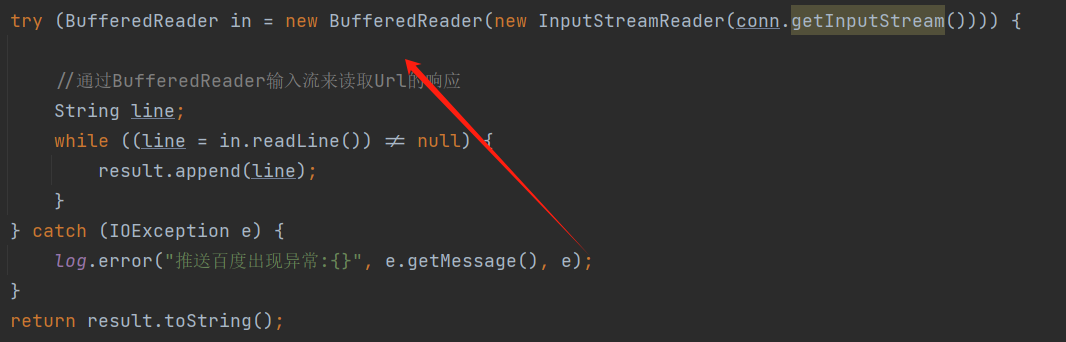 try (BufferedReader in = new BufferedReader(new InputStreamReader(conn.getInputStream()))) {
//通过BufferedReader输入流来读取Url的响应
String line;
while ((line = in.readLine()) != null) {
result.append(line);
}
} catch (IOException e) {
log.error("推送百度出现异常:{}", e.getMessage(), e);
}
return result.toString();